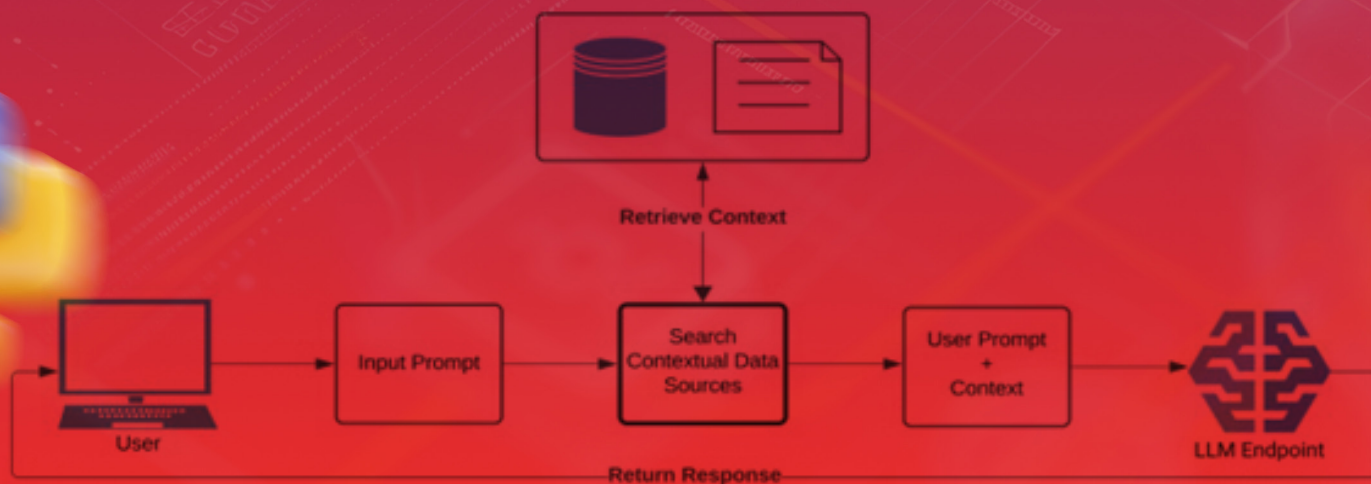 Retrieve Context
Input Prompt
Search
Contextual Data
Sources
User Prompt
+
Context
User
LLM Endpoint
Return Response